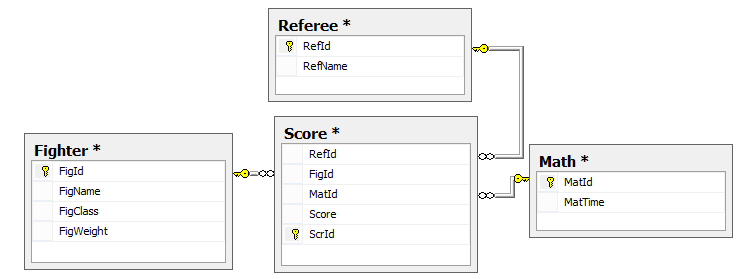 Referee *
RefId
RefName
Fighter *
FigId
FigName
FigClass
FigWeight
Score *
RefId
FigId
MatId
Score
ScrId
Math *
MatId
MatTime